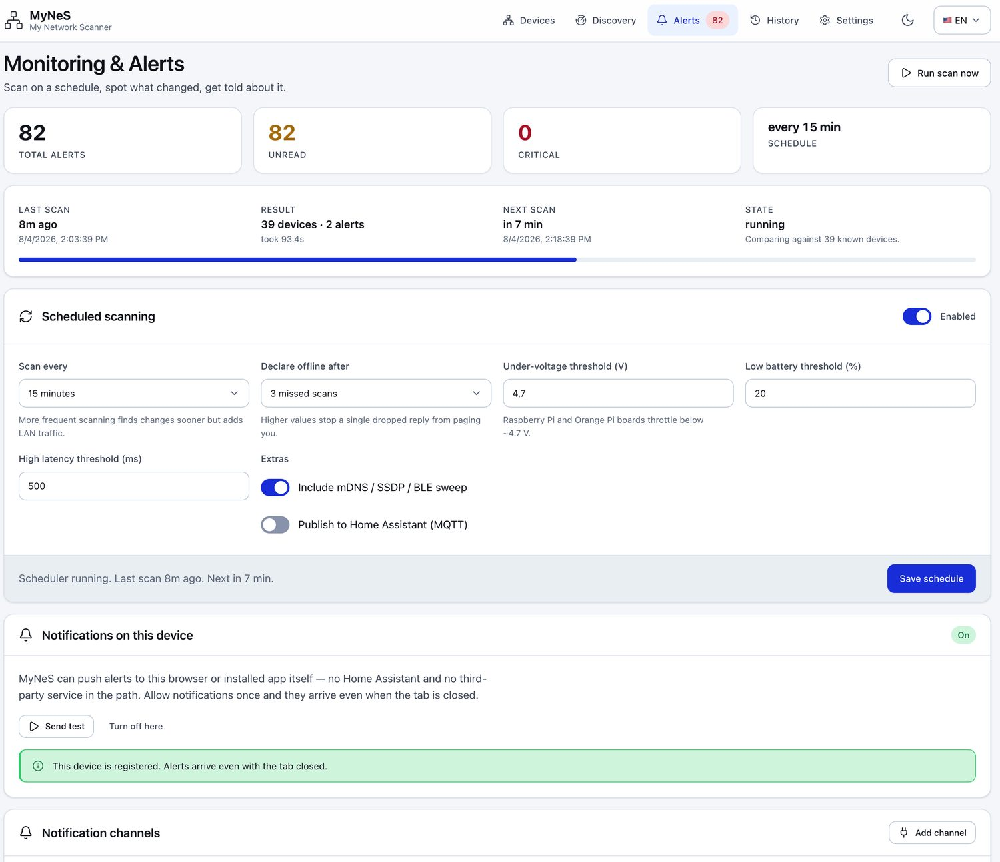 MyNeS
My Network Scanner
Devices
Discovery
Alerts 82
History
Settings
EN
Monitoring & Alerts
Scan on a schedule, spot what changed, get told about it.
Run scan now
82
TOTAL ALERTS
82
UNREAD
0
CRITICAL
every 15 min
SCHEDULE
LAST SCAN
8m ago
8/4/2026, 2:03:39 PM
RESULT
39 devices · 2 alerts
took 93.4s
NEXT SCAN
in 7 min
8/4/2026, 2:18:39 PM
STATE
running
Comparing against 39 known devices.
Scheduled scanning
Enabled
Scan every
15 minutes
More frequent scanning finds changes sooner but adds
LAN traffic.
Declare offline after
3 missed scans
Higher values stop a single dropped reply from paging
you.
Under-voltage threshold (V)
4,7
Raspberry Pi and Orange Pi boards throttle below
~4.7 V.
Low battery threshold (%)
20
High latency threshold (ms)
500
Extras
Include mDNS / SSDP / BLE sweep
Publish to Home Assistant (MQTT)
Scheduler running. Last scan 8m ago. Next in 7 min.
Save schedule
Notifications on this device
On
MyNeS can push alerts to this browser or installed app itself — no Home Assistant and no third-
party service in the path. Allow notifications once and they arrive even when the tab is closed.
Send test
Turn off here
This device is registered. Alerts arrive even with the tab closed.
Notification channels
Add channel